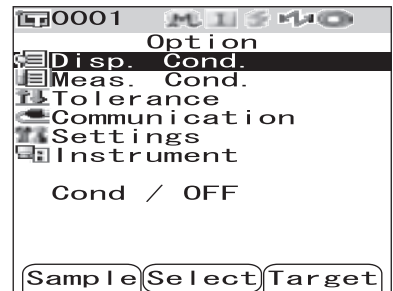 0001 M I S
Option
Disp. Cond.
Meas. Cond.
Tolerance
Communication
Settings
Instrument
Cond / OFF
Sample Select Target